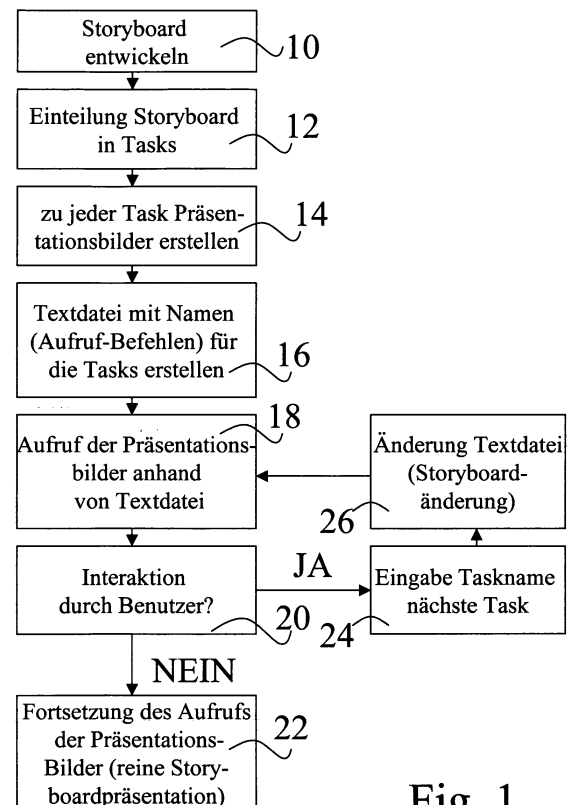 Storyboard
entwickeln
10
Einteilung Storyboard
in Tasks
12
zu jeder Task Präsen-
tationsbilder erstellen
14
Textdatei mit Namen
(Aufruf-Befehlen) für
die Tasks erstellen
16
18
Aufruf der Präsentations-
bilder anhand
von Textdatei
Änderung Textdatei
(Storyboard-
änderung)
26
Interaktion
durch Benutzer?
20
JA
Eingabe Taskname
nächste Task
24
NEIN
Fortsetzung des Aufrufs
der Präsentations-
Bilder (reine Story-
boardpräsentation)
22
Fig. 1